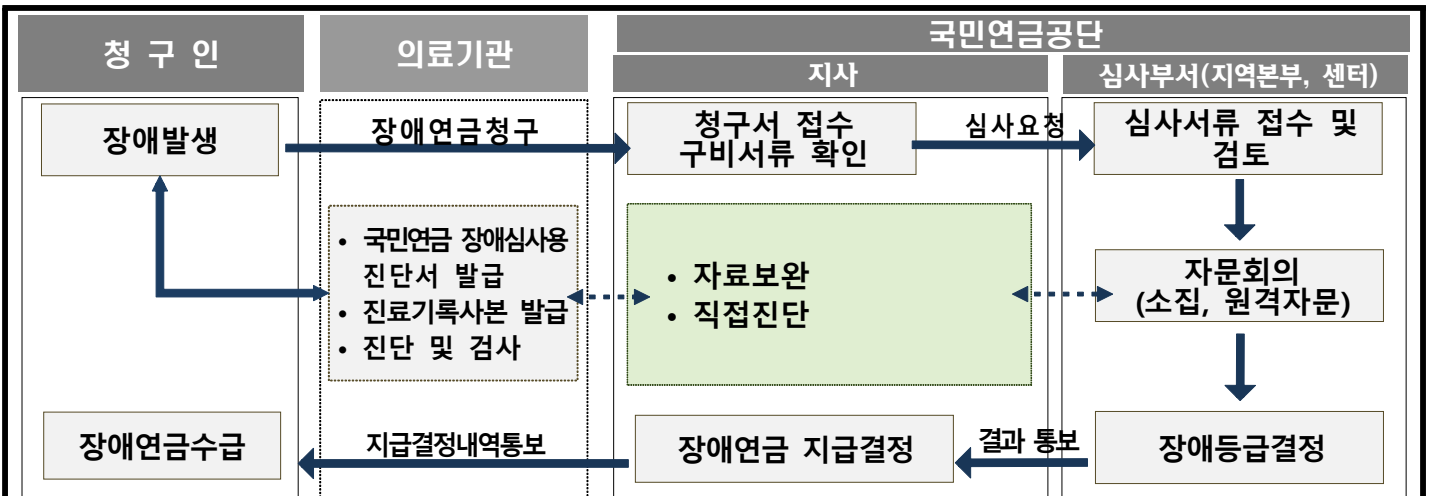 청 구 인
의료기관
국민연금공단
지사
심사부서(지역본부, 센터)
장애발생
장애연금청구
청구서 접수
구비서류 확인
심사요청
심사서류 접수 및
검토
• 국민연금 장애심사용
진단서 발급
• 진료기록사본 발급
• 진단 및 검사
• 자료보완
• 직접진단
자문회의
(소집, 원격자문)
장애연금수급
지급결정내역통보
장애연금 지급결정
결과 통보
장애등급결정